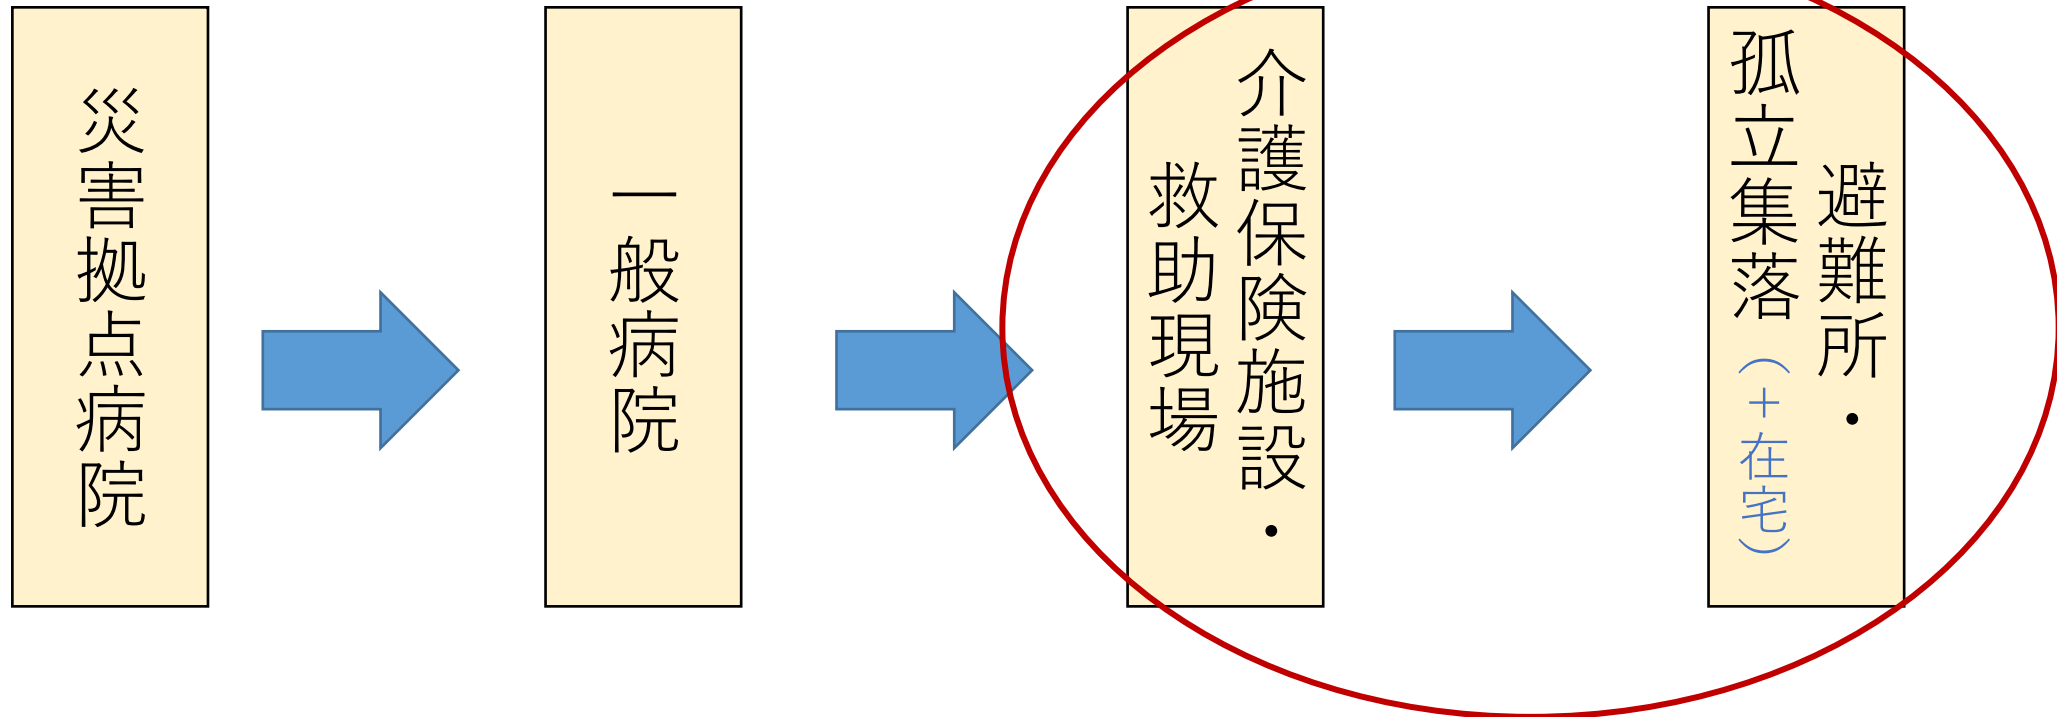 災害拠点病院
一般病院
介護保険施設・
救助現場
避難所・
孤立集落（＋在宅）